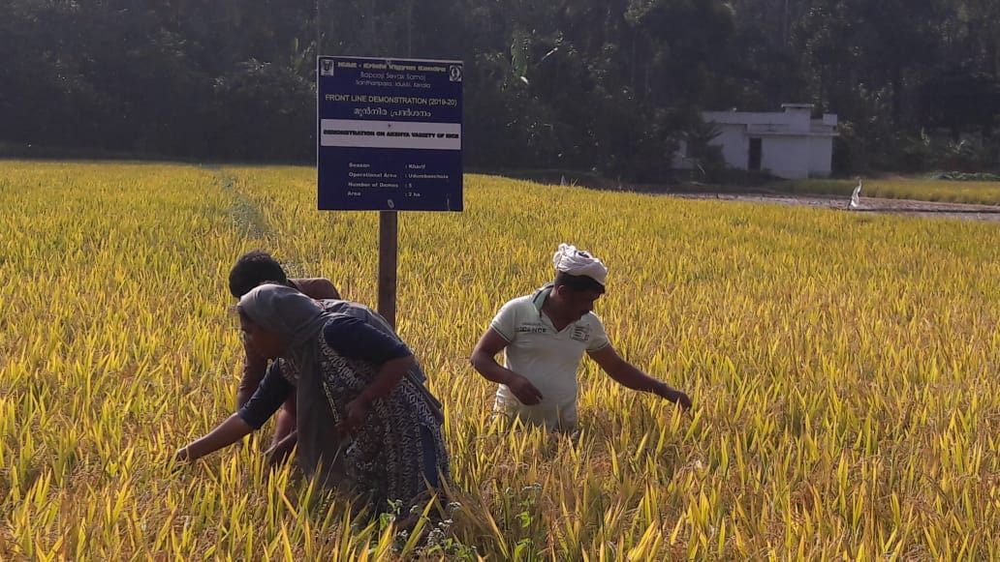 ICAR - Krishi Vigyan Kendra
Bapooji Sevak Samaj
Santhanpara, Idukki, Kerala
FRONT LINE DEMONSTRATION (2019-20)
മുൻനിര പ്രദർശനം
DEMONSTRATION ON AKSHYA VARIETY OF RICE
Season : Kharif
Operational Area : Udumbanchola
Number of Demos : 5
Area : 2 ha